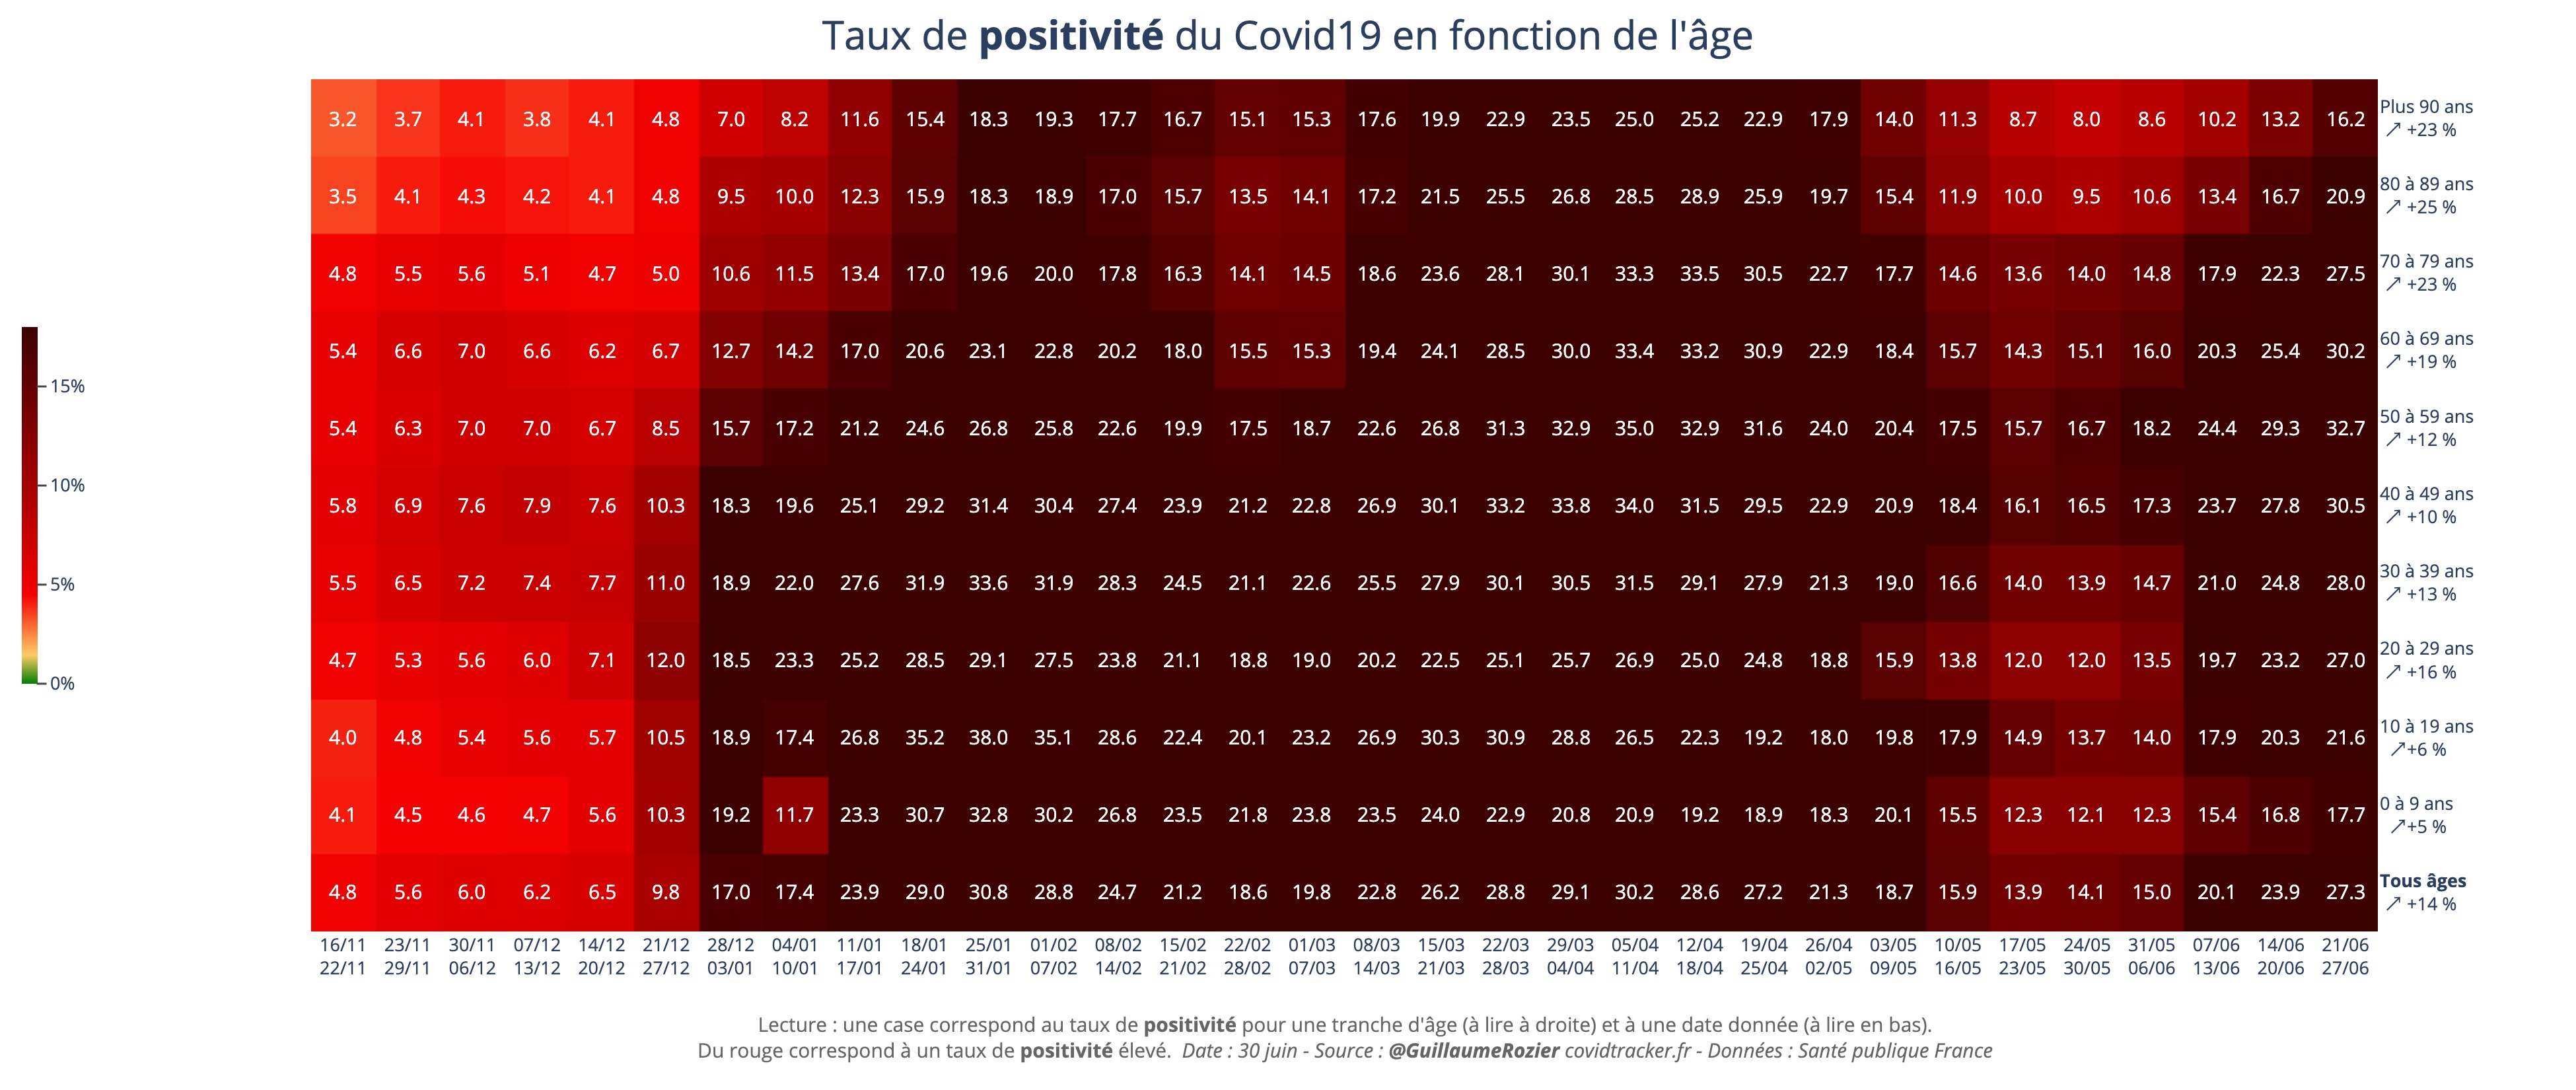 Taux de positivité du Covid19 en fonction de l'âge
3.2 3.7 4.1 3.8 4.1 4.8 7.0 8.2 11.6 15.4 18.3 19.3 17.7 16.7 15.1 15.3 17.6 19.9 22.9 23.5 25.0 25.2 22.9 17.9 14.0 11.3 8.7 8.0 8.6 10.2 13.2 16.2 Plus 90 ans
↗ +23 %
3.5 4.1 4.3 4.2 4.1 4.8 9.5 10.0 12.3 15.9 18.3 18.9 17.0 15.7 13.5 14.1 17.2 21.5 25.5 26.8 28.5 28.9 25.9 19.7 15.4 11.9 10.0 9.5 10.6 13.4 16.7 20.9 80 à 89 ans
↗ +25 %
4.8 5.5 5.6 5.1 4.7 5.0 10.6 11.5 13.4 17.0 19.6 20.0 17.8 16.3 14.1 14.5 18.6 23.6 28.1 30.1 33.3 33.5 30.5 22.7 17.7 14.6 13.6 14.0 14.8 17.9 22.3 27.5 70 à 79 ans
↗ +23 %
5.4 6.6 7.0 6.6 6.2 6.7 12.7 14.2 17.0 20.6 23.1 22.8 20.2 18.0 15.5 15.3 19.4 24.1 28.5 30.0 33.4 33.2 30.9 22.9 18.4 15.7 14.3 15.1 16.0 20.3 25.4 30.2 60 à 69 ans
↗ +19 %
5.4 6.3 7.0 7.0 6.7 8.5 15.7 17.2 21.2 24.6 26.8 25.8 22.6 19.9 17.5 18.7 22.6 26.8 31.3 32.9 35.0 32.9 31.6 24.0 20.4 17.5 15.7 16.7 18.2 24.4 29.3 32.7 50 à 59 ans
↗ +12 %
5.8 6.9 7.6 7.9 7.6 10.3 18.3 19.6 25.1 29.2 31.4 30.4 27.4 23.9 21.2 22.8 26.9 30.1 33.2 33.8 34.0 31.5 29.5 22.9 20.9 18.4 16.1 16.5 17.3 23.7 27.8 30.5 40 à 49 ans
↗ +10 %
5.5 6.5 7.2 7.4 7.7 11.0 18.9 22.0 27.6 31.9 33.6 31.9 28.3 24.5 21.1 22.6 25.5 27.9 30.1 30.5 31.5 29.1 27.9 21.3 19.0 16.6 14.0 13.9 14.7 21.0 24.8 28.0 30 à 39 ans
↗ +13 %
4.7 5.3 5.6 6.0 7.1 12.0 18.5 23.3 25.2 28.5 29.1 27.5 23.8 21.1 18.8 19.0 20.2 22.5 25.1 25.7 26.9 25.0 24.8 18.8 15.9 13.8 12.0 12.0 13.5 19.7 23.2 27.0 20 à 29 ans
↗ +16 %
4.0 4.8 5.4 5.6 5.7 10.5 18.9 17.4 26.8 35.2 38.0 35.1 28.6 22.4 20.1 23.2 26.9 30.3 30.9 28.8 26.5 22.3 19.2 18.0 19.8 17.9 14.9 13.7 14.0 17.9 20.3 21.6 10 à 19 ans
↗+6 %
4.1 4.5 4.6 4.7 5.6 10.3 19.2 11.7 23.3 30.7 32.8 30.2 26.8 23.5 21.8 23.8 23.5 24.0 22.9 20.8 20.9 19.2 18.9 18.3 20.1 15.5 12.3 12.1 12.3 15.4 16.8 17.7 0 à 9 ans
↗+5 %
4.8 5.6 6.0 6.2 6.5 9.8 17.0 17.4 23.9 29.0 30.8 28.8 24.7 21.2 18.6 19.8 22.8 26.2 28.8 29.1 30.2 28.6 27.2 21.3 18.7 15.9 13.9 14.1 15.0 20.1 23.9 27.3 Tous âges
↗ +14 %
15%
10%
5%
0%
16/11 23/11 30/11 07/12 14/12 21/12 28/12 04/01 11/01 18/01 25/01 01/02 08/02 15/02 22/02 01/03 08/03 15/03 22/03 29/03 05/04 12/04 19/04 26/04 03/05 10/05 17/05 24/05 31/05 07/06 14/06 21/06
22/11 29/11 06/12 13/12 20/12 27/12 03/01 10/01 17/01 24/01 31/01 07/02 14/02 21/02 28/02 07/03 14/03 21/03 28/03 04/04 11/04 18/04 25/04 02/05 09/05 16/05 23/05 30/05 06/06 13/06 20/06 27/06
Lecture : une case correspond au taux de positivité pour une tranche d'âge (à lire à droite) et à une date donnée (à lire en bas).
Du rouge correspond à un taux de positivité élevé. Date : 30 juin - Source : @GuillaumeRozier covidtracker.fr - Données : Santé publique France